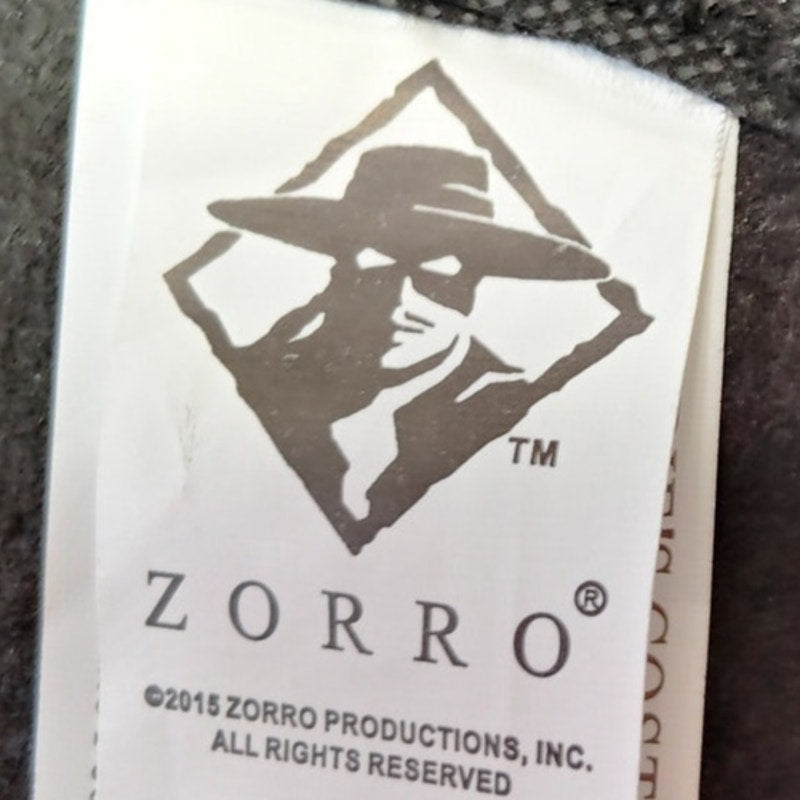 TM
ZORRO®
©2015 ZORRO PRODUCTIONS, INC.
ALL RIGHTS RESERVED